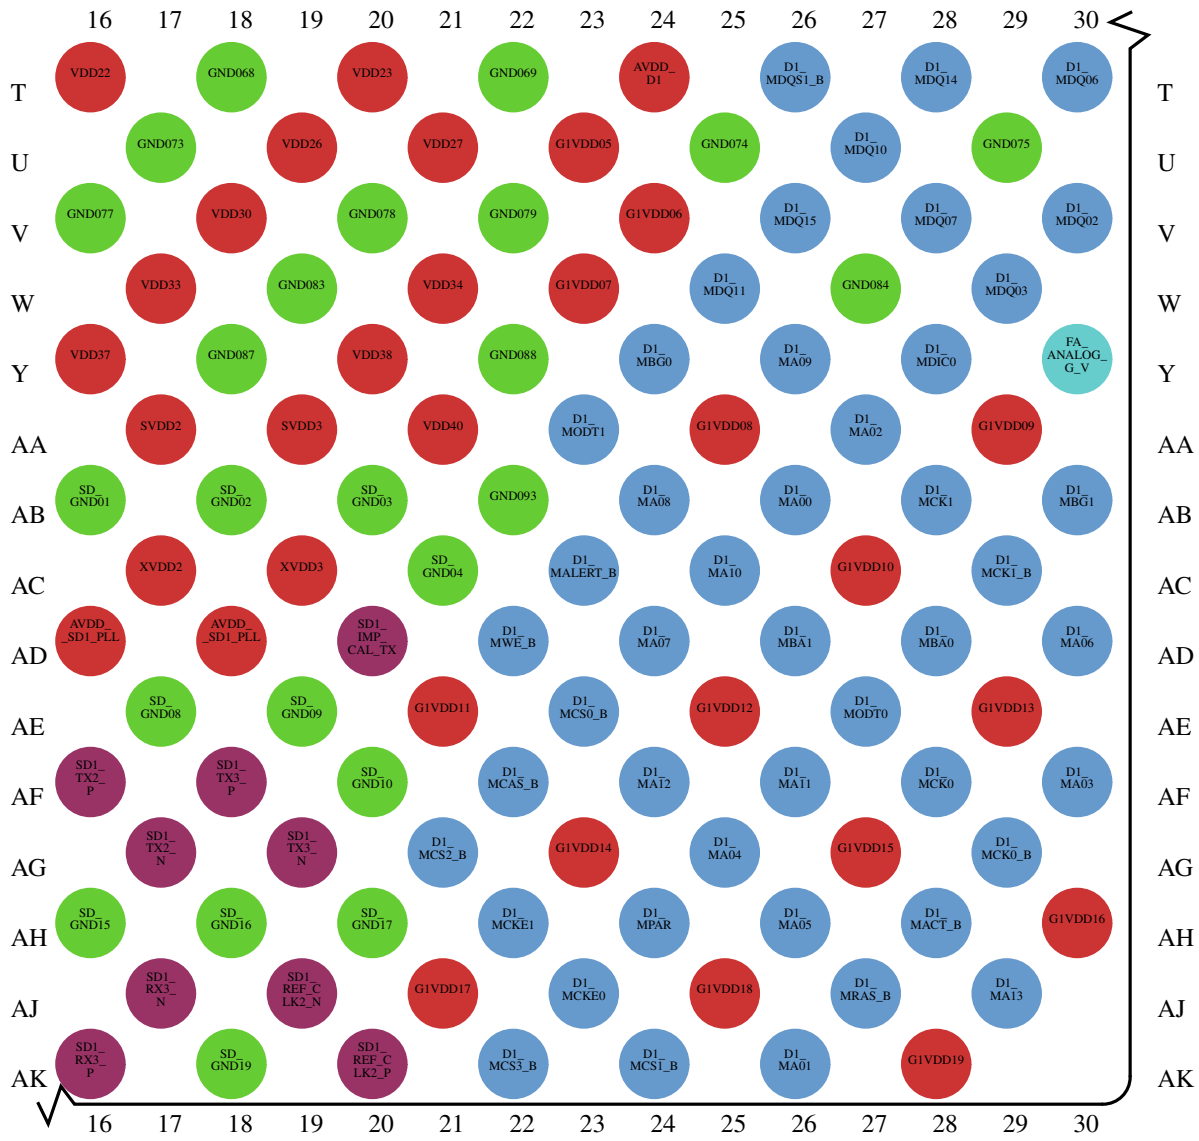 16 17 18 19 20 21 22 23 24 25 26 27 28 29 30
T VDD22 GND068 VDD23 GND069 AVDD_ D1_ D1_ D1_ T
D1 MDQS1_B MDQ14 MDQ06
U GND073 VDD26 VDD27 G1VDD05 GND074 D1_ GND075 U
MDQ10
V GND077 VDD30 GND078 GND079 G1VDD06 D1_ D1_ D1_ V
MDQ15 MDQ07 MDQ02
W VDD33 GND083 VDD34 G1VDD07 D1_ GND084 D1_ W
MDQ11 MDQ03
Y VDD37 GND087 VDD38 GND088 D1_ D1_ D1_ FA_ Y
MBG0 MA09 MDIC0 ANALOG_
G_V
AA SVDD2 SVDD3 VDD40 D1_ G1VDD08 D1_ G1VDD09 AA
MODT1 MA02
AB SD_ SD_ SD_ GND093 D1_ D1_ D1_ D1_ AB
GND01 GND02 GND03 MA08 MA00 MCK1 MBG1
AC XVDD2 XVDD3 SD_ D1_ D1_ G1VDD10 D1_ AC
GND04 MALERT_B MA10 MCK1_B
AD AVDD_ AVDD_ SD1_ D1_ D1_ D1_ D1_ D1_ AD
_SD1_PLL _SD1_PLL IMP_ MWE_B MA07 MBA1 MBA0 MA06
CAL_TX
AE SD_ SD_ G1VDD11 D1_ G1VDD12 D1_ G1VDD13 AE
GND08 GND09 MCS0_B MODT0
AF SD1_ SD1_ SD_ D1_ D1_ D1_ D1_ D1_ AF
TX2_ TX3_ GND10 MCAS_B MA12 MA11 MCK0 MA03
P P
AG SD1_ SD1_ D1_ G1VDD14 D1_ G1VDD15 D1_ AG
TX2_ TX3_ MCS2_B MA04 MCK0_B
N N
AH SD_ SD_ SD_ D1_ D1_ D1_ D1_ G1VDD16 AH
GND15 GND16 GND17 MCKE1 MPAR MA05 MACT_B
AJ SD1_ SD1_ G1VDD17 D1_ G1VDD18 D1_ D1_ AJ
RX3_ REF_C MCKE0 MRAS_B MA13
N LK2_N
AK SD1_ SD_ SD1_ D1_ D1_ D1_ G1VDD19 AK
RX3_ GND19 REF_C MCS3_B MCS1_B MA01
P LK2_P
16 17 18 19 20 21 22 23 24 25 26 27 28 29 30